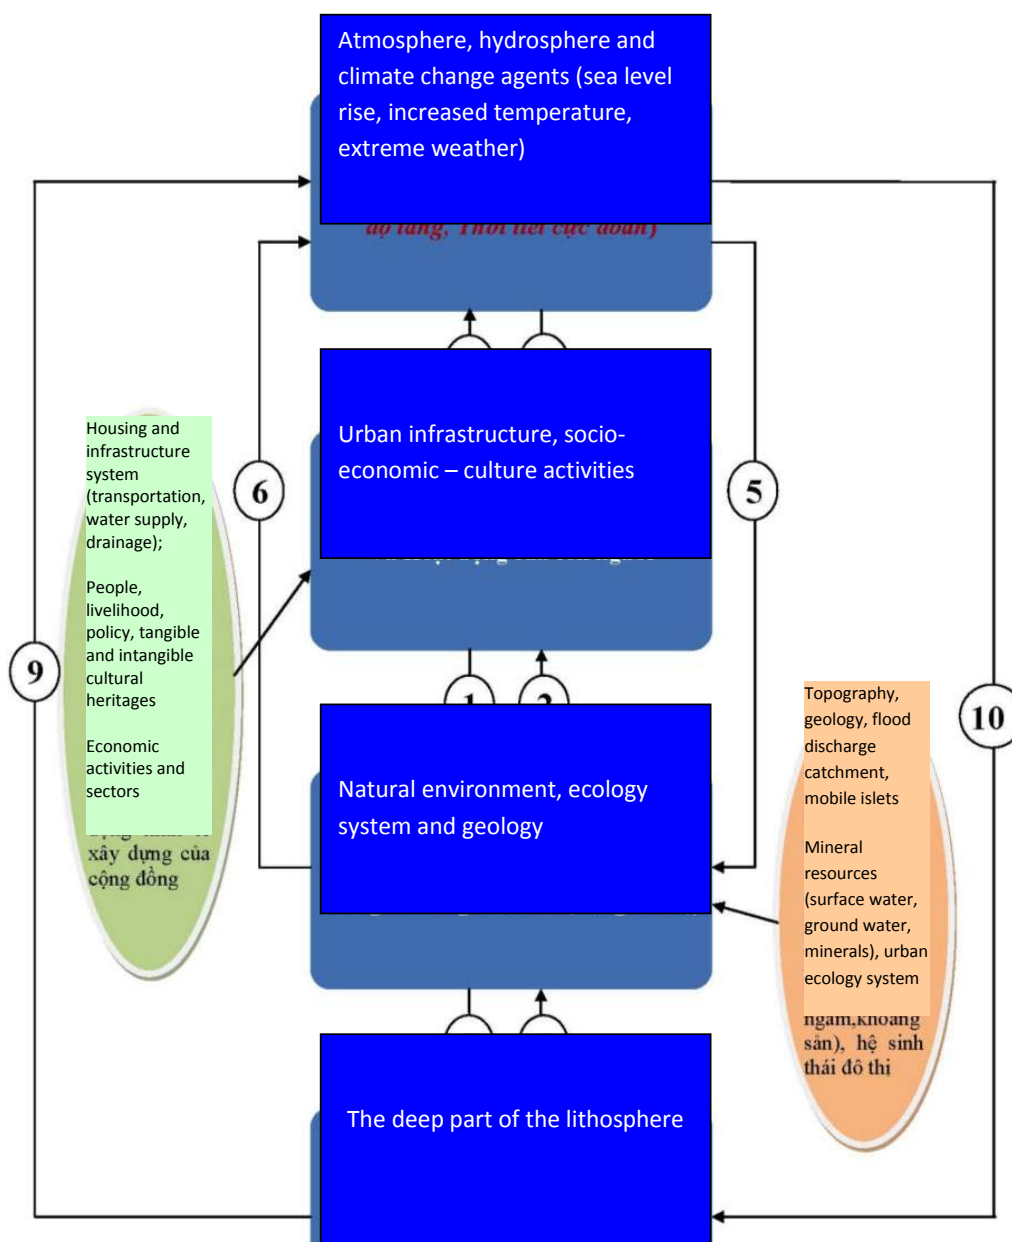 Atmosphere, hydrosphere and
climate change agents (sea level
rise, increased temperature,
extreme weather)
độ tăng, Thời tiết cực đoan)
Urban infrastructure, socio-
economic – culture activities
Housing and
infrastructure
system
(transportation,
water supply,
drainage);
People,
livelihood,
policy, tangible
and intangible
cultural
heritages
Economic
activities and
sectors
xây dựng của
cộng đồng
6
5
9
10
1
2
Natural environment, ecology
system and geology
Topography,
geology, flood
discharge
catchment,
mobile islets
Mineral
resources
(surface water,
ground water,
minerals), urban
ecology system
ngầm,khoáng
sản), hệ sinh
thái đô thị
The deep part of the lithosphere